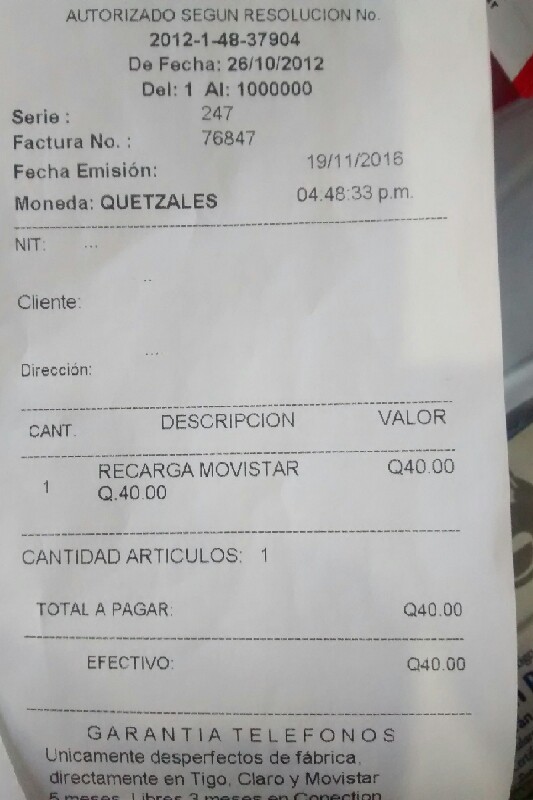 AUTORIZADO SEGUN RESOLUCION No.
2012-1-48-37904
De Fecha: 26/10/2012
Del: 1 Al: 1000000
Serie : 247
Factura No. : 76847
Fecha Emisión: 19/11/2016
Moneda: QUETZALES 04:48:33 p.m.
NIT: ...
..
Cliente:
...
Dirección:
CANT. DESCRIPCION VALOR
1 RECARGA MOVISTAR Q40.00
Q.40.00
CANTIDAD ARTICULOS: 1
TOTAL A PAGAR: Q40.00
EFECTIVO: Q40.00
GARANTIA TELEFONOS
Unicamente desperfectos de fábrica,
directamente en Tigo, Claro y Movistar
5 meses. Libres 3 meses en Conection